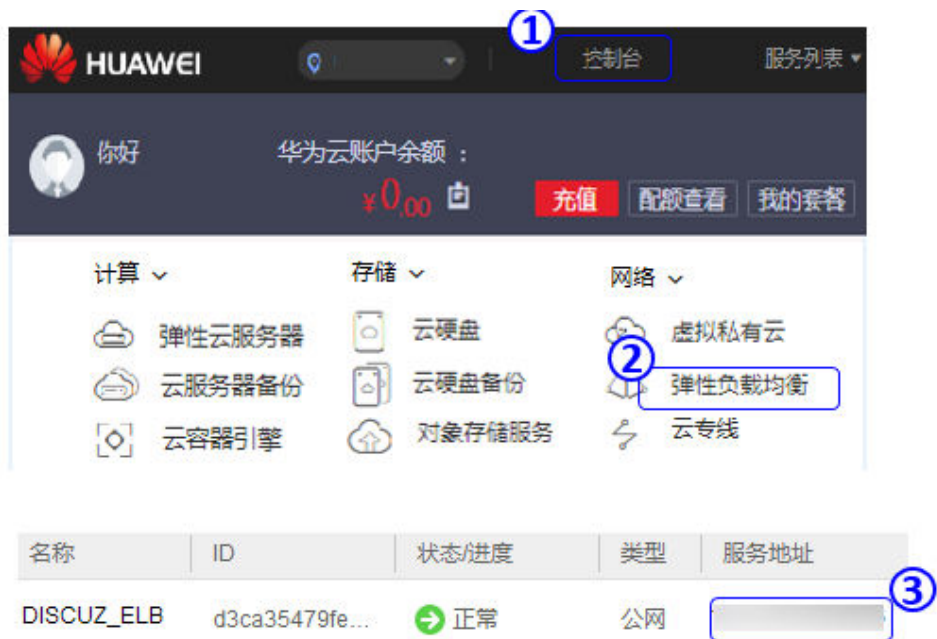 ①
HUAWEI 控制台 服务列表
你好 华为云账户余额：
¥0.00 充值 配额查看 我的套餐
计算 存储 网络
弹性云服务器 云硬盘 虚拟私有云
②
云服务器备份 云硬盘备份 弹性负载均衡
云容器引擎 对象存储服务 云专线
名称 ID 状态/进度 类型 服务地址
③
DISCUZ_ELB d3ca35479fe... 正常 公网